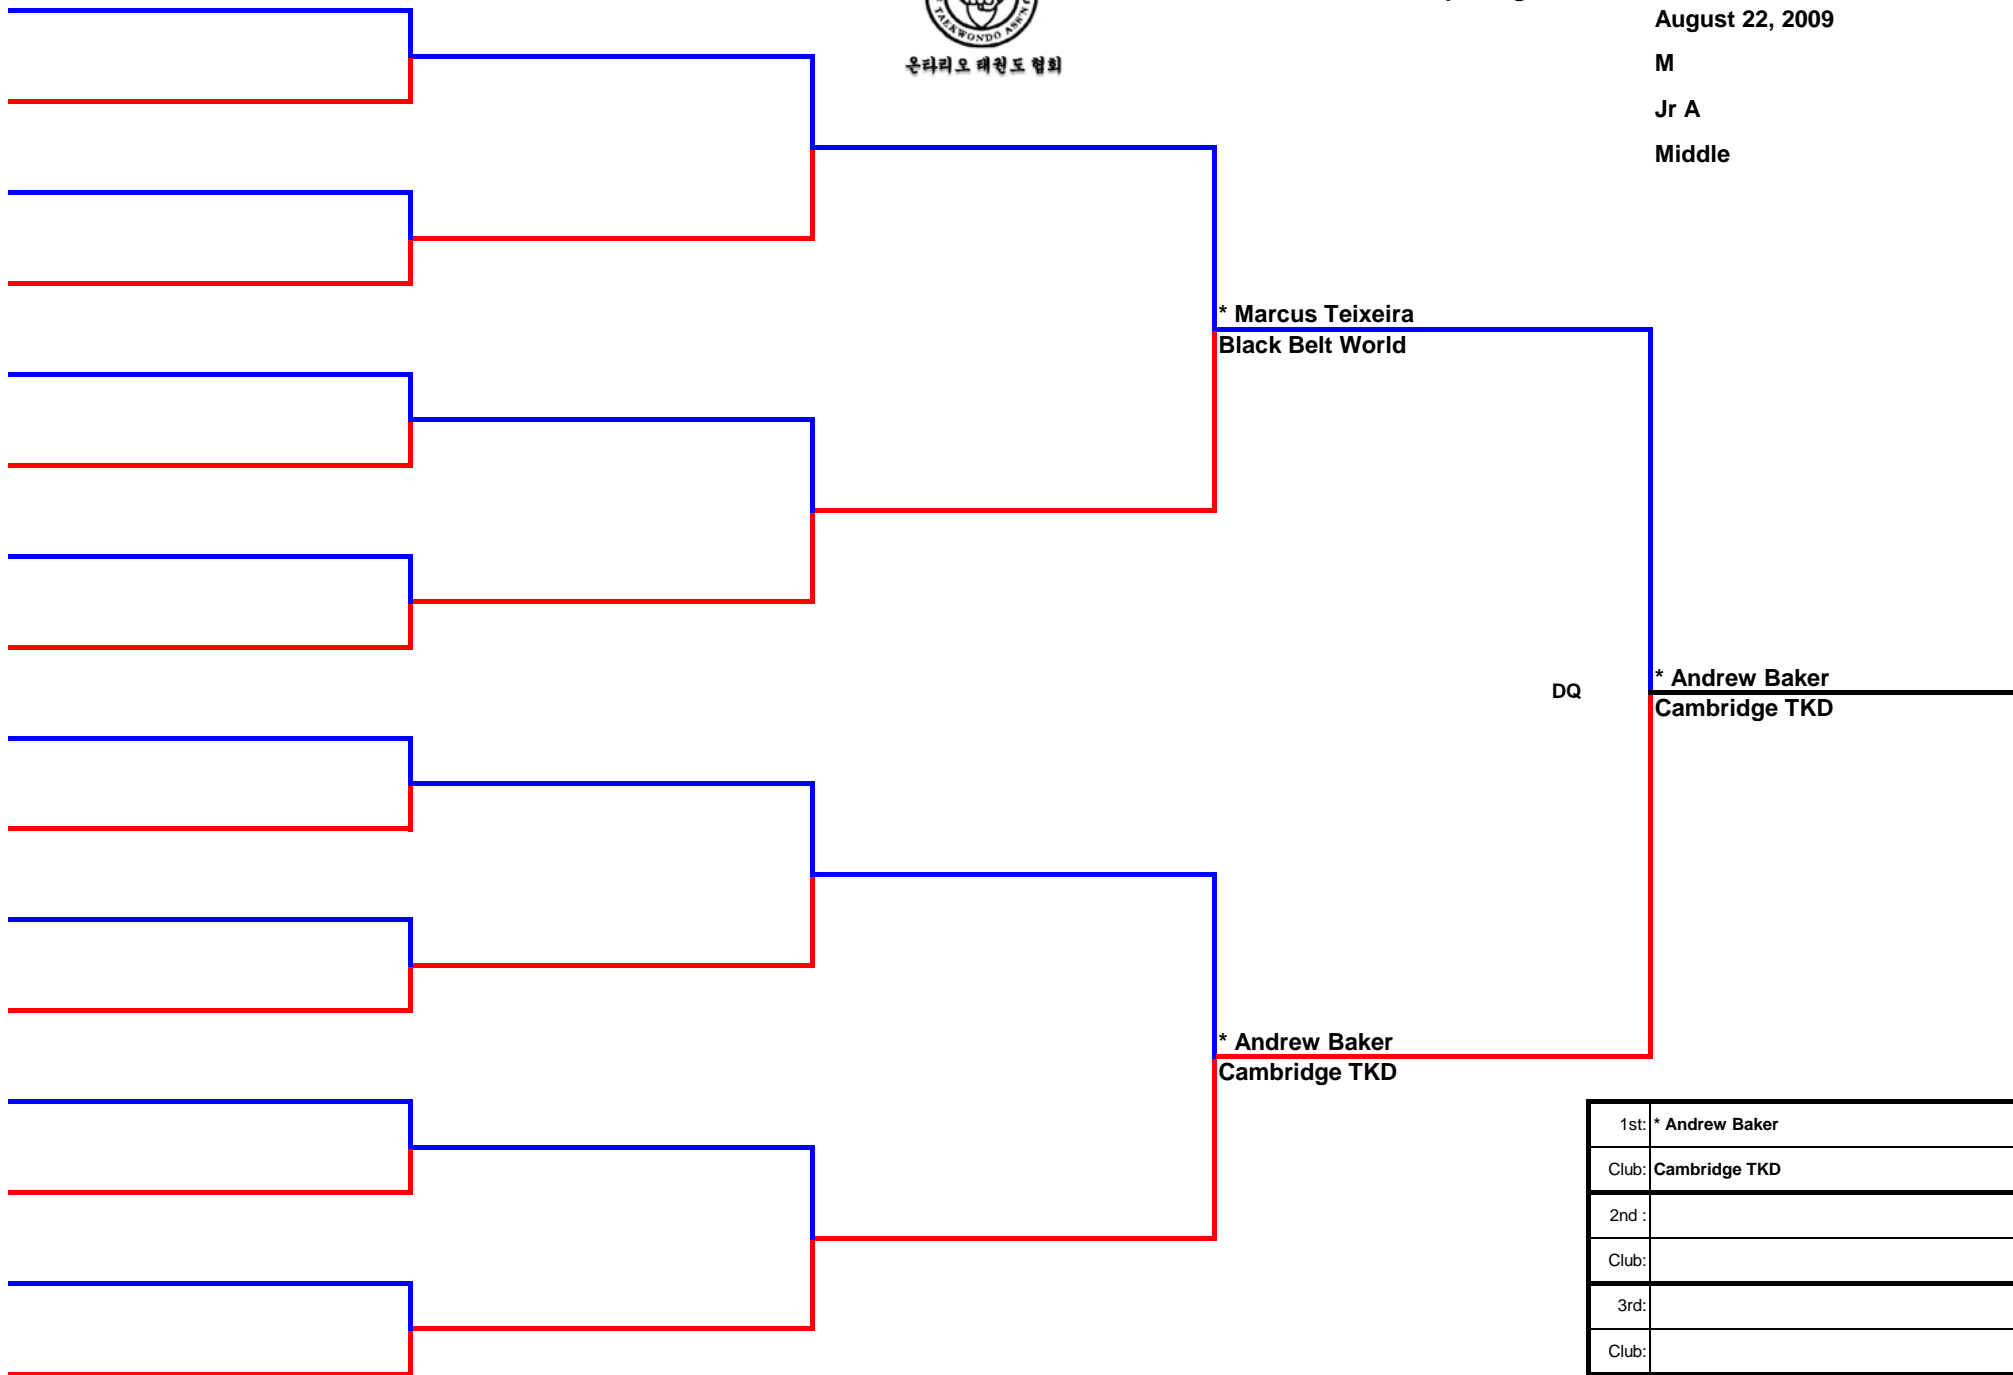 TAEKWONDO ASS'N
온타리오 태권도 협회
August 22, 2009
M
Jr A
Middle
* Marcus Teixeira
Black Belt World
DQ
* Andrew Baker
Cambridge TKD
* Andrew Baker
Cambridge TKD
1st: * Andrew Baker
Club: Cambridge TKD
2nd :
Club:
3rd:
Club: